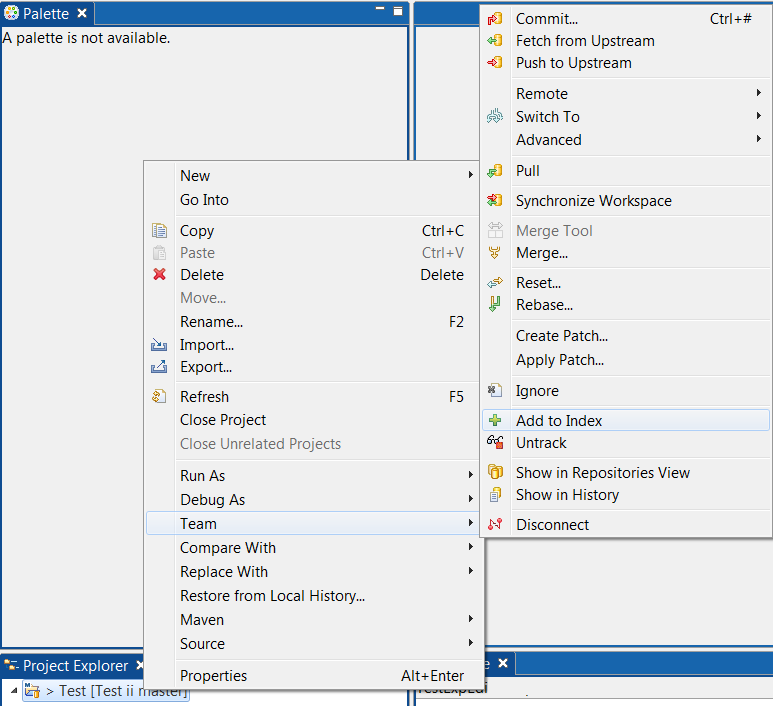 Palette
A palette is not available.
New
Go Into
Copy Ctrl+C
Paste Ctrl+V
Delete Delete
Move...
Rename... F2
Import...
Export...
Refresh F5
Close Project
Close Unrelated Projects
Run As
Debug As
Team
Compare With
Replace With
Restore from Local History...
Maven
Source
Properties Alt+Enter
Commit... Ctrl+#
Fetch from Upstream
Push to Upstream
Remote
Switch To
Advanced
Pull
Synchronize Workspace
Merge Tool
Merge...
Reset...
Rebase...
Create Patch...
Apply Patch...
Ignore
Add to Index
Untrack
Show in Repositories View
Show in History
Disconnect
Project Explorer
> Test [Test ii master]